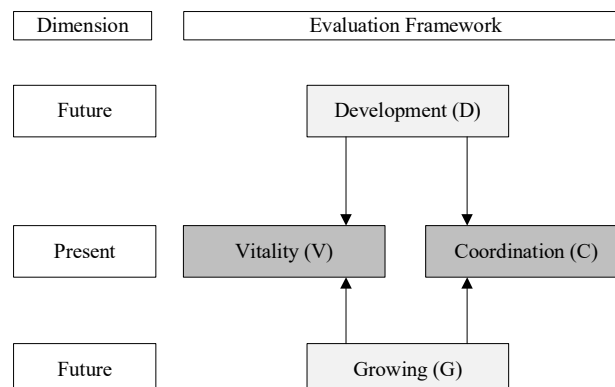 Dimension
Evaluation Framework
Future
Development (D)
Present
Vitality (V)
Coordination (C)
Future
Growing (G)